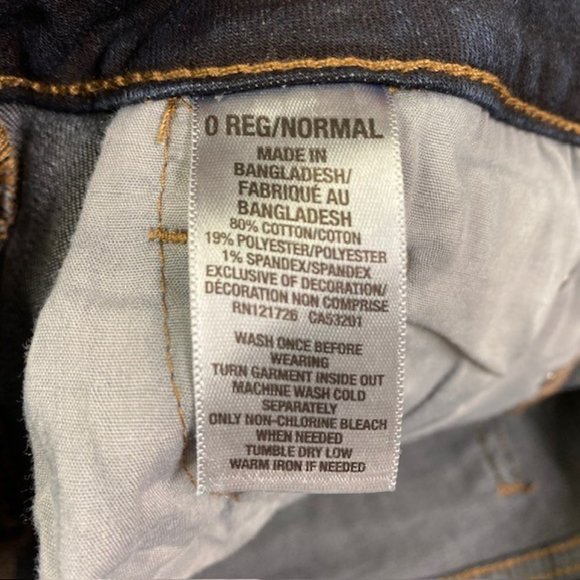 0 REG/NORMAL
MADE IN
BANGLADESH/
FABRIQUÉ AU
BANGLADESH
80% COTTON/COTON
19% POLYESTER/POLYESTER
1% SPANDEX/SPANDEX
EXCLUSIVE OF DECORATION/
DÉCORATION NON COMPRISE
RN121726 CA53201
WASH ONCE BEFORE
WEARING
TURN GARMENT INSIDE OUT
MACHINE WASH COLD
SEPARATELY
ONLY NON-CHLORINE BLEACH
WHEN NEEDED
TUMBLE DRY LOW
WARM IRON IF NEEDED